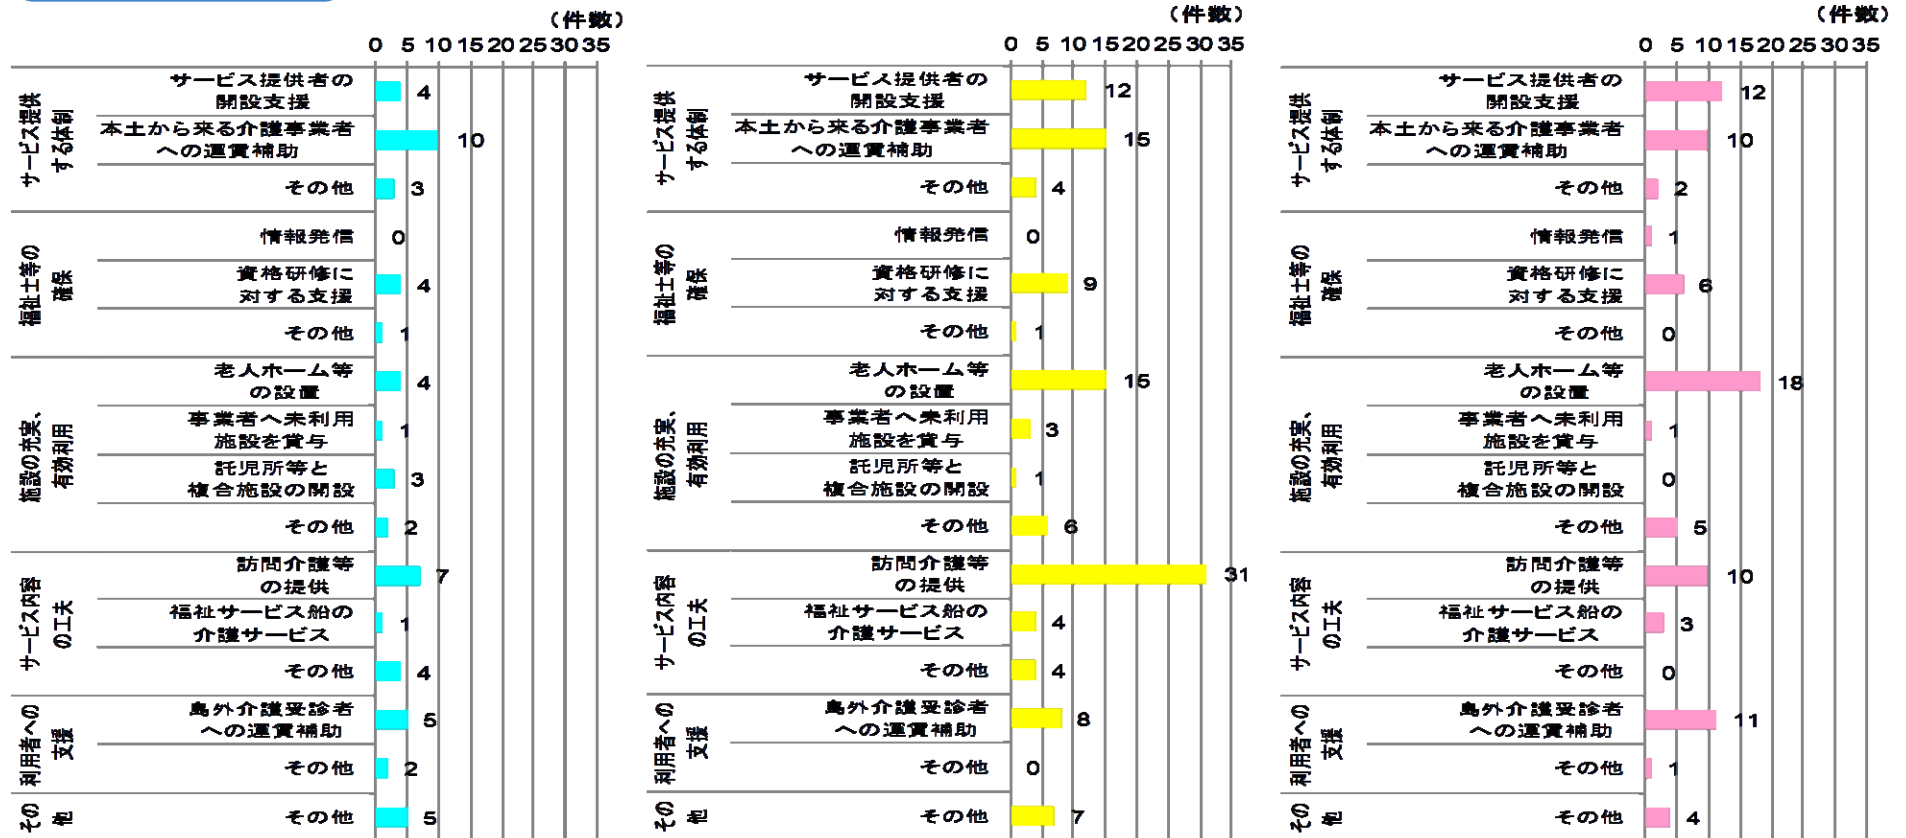 （件数）
0 5 10 15 20 25 30 35
サービス提供
する体制
サービス提供者の
開設支援
4
本土から来る介護事業者
への運賃補助
10
その他
3
福祉士等の
確保
情報発信
0
資格研修に
対する支援
4
その他
1
施設の充実、
有効利用
老人ホーム等
の設置
4
事業者へ未利用
施設を貸与
1
託児所等と
複合施設の開設
3
その他
2
サービス内容
の工夫
訪問介護等
の提供
7
福祉サービス船の
介護サービス
1
その他
4
利用者への
支援
島外介護受診者
への運賃補助
5
その他
2
その
他
その他
5
（件数）
0 5 10 15 20 25 30 35
サービス提供
する体制
サービス提供者の
開設支援
12
本土から来る介護事業者
への運賃補助
15
その他
4
福祉士等の
確保
情報発信
0
資格研修に
対する支援
9
その他
1
施設の充実、
有効利用
老人ホーム等
の設置
15
事業者へ未利用
施設を貸与
3
託児所等と
複合施設の開設
1
その他
6
サービス内容
の工夫
訪問介護等
の提供
31
福祉サービス船の
介護サービス
4
その他
4
利用者への
支援
島外介護受診者
への運賃補助
8
その他
0
その
他
その他
7
（件数）
0 5 10 15 20 25 30 35
サービス提供
する体制
サービス提供者の
開設支援
12
本土から来る介護事業者
への運賃補助
10
その他
2
福祉士等の
確保
情報発信
1
資格研修に
対する支援
6
その他
0
施設の充実、
有効利用
老人ホーム等
の設置
18
事業者へ未利用
施設を貸与
1
託児所等と
複合施設の開設
0
その他
5
サービス内容
の工夫
訪問介護等
の提供
10
福祉サービス船の
介護サービス
3
その他
0
利用者への
支援
島外介護受診者
への運賃補助
11
その他
1
その
他
その他
4